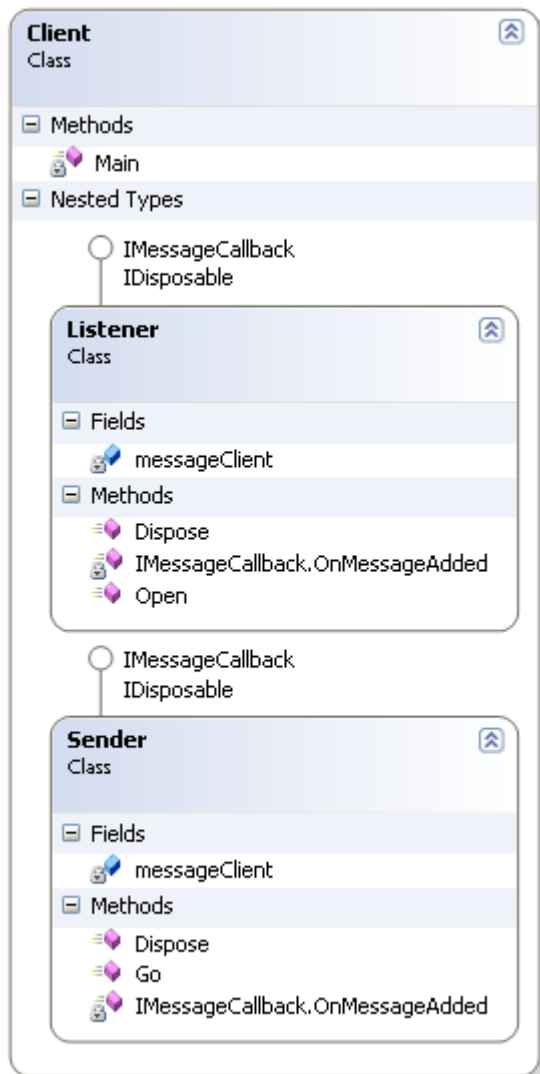 Client
Class
Methods
Main
Nested Types
IMessageCallback
IDisposable
Listener
Class
Fields
messageClient
Methods
Dispose
IMessageCallback.OnMessageAdded
Open
IMessageCallback
IDisposable
Sender
Class
Fields
messageClient
Methods
Dispose
Go
IMessageCallback.OnMessageAdded